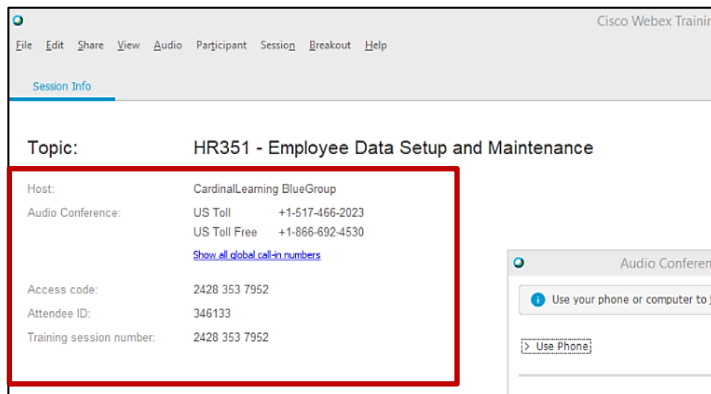 Cisco Webex
File Edit Share View Audio Participant Session Breakout Help
Session Info
Topic: HR351 - Employee Data Setup and Maintenance
Host: CardinalLearning BlueGroup
Audio Conference: US Toll +1-517-466-2023
US Toll Free +1-866-692-4530
Show all global call-in numbers
Access code: 2428 353 7952
Attendee ID: 346133
Training session number: 2428 353 7952
Audio
Use your phone or computer to
> Use Phone